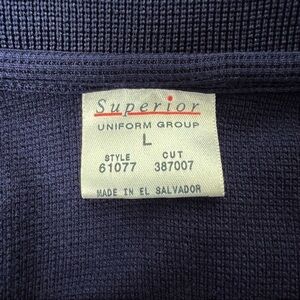 Superior
UNIFORM GROUP
L
STYLE CUT
61077 387007
MADE IN EL SALVADOR